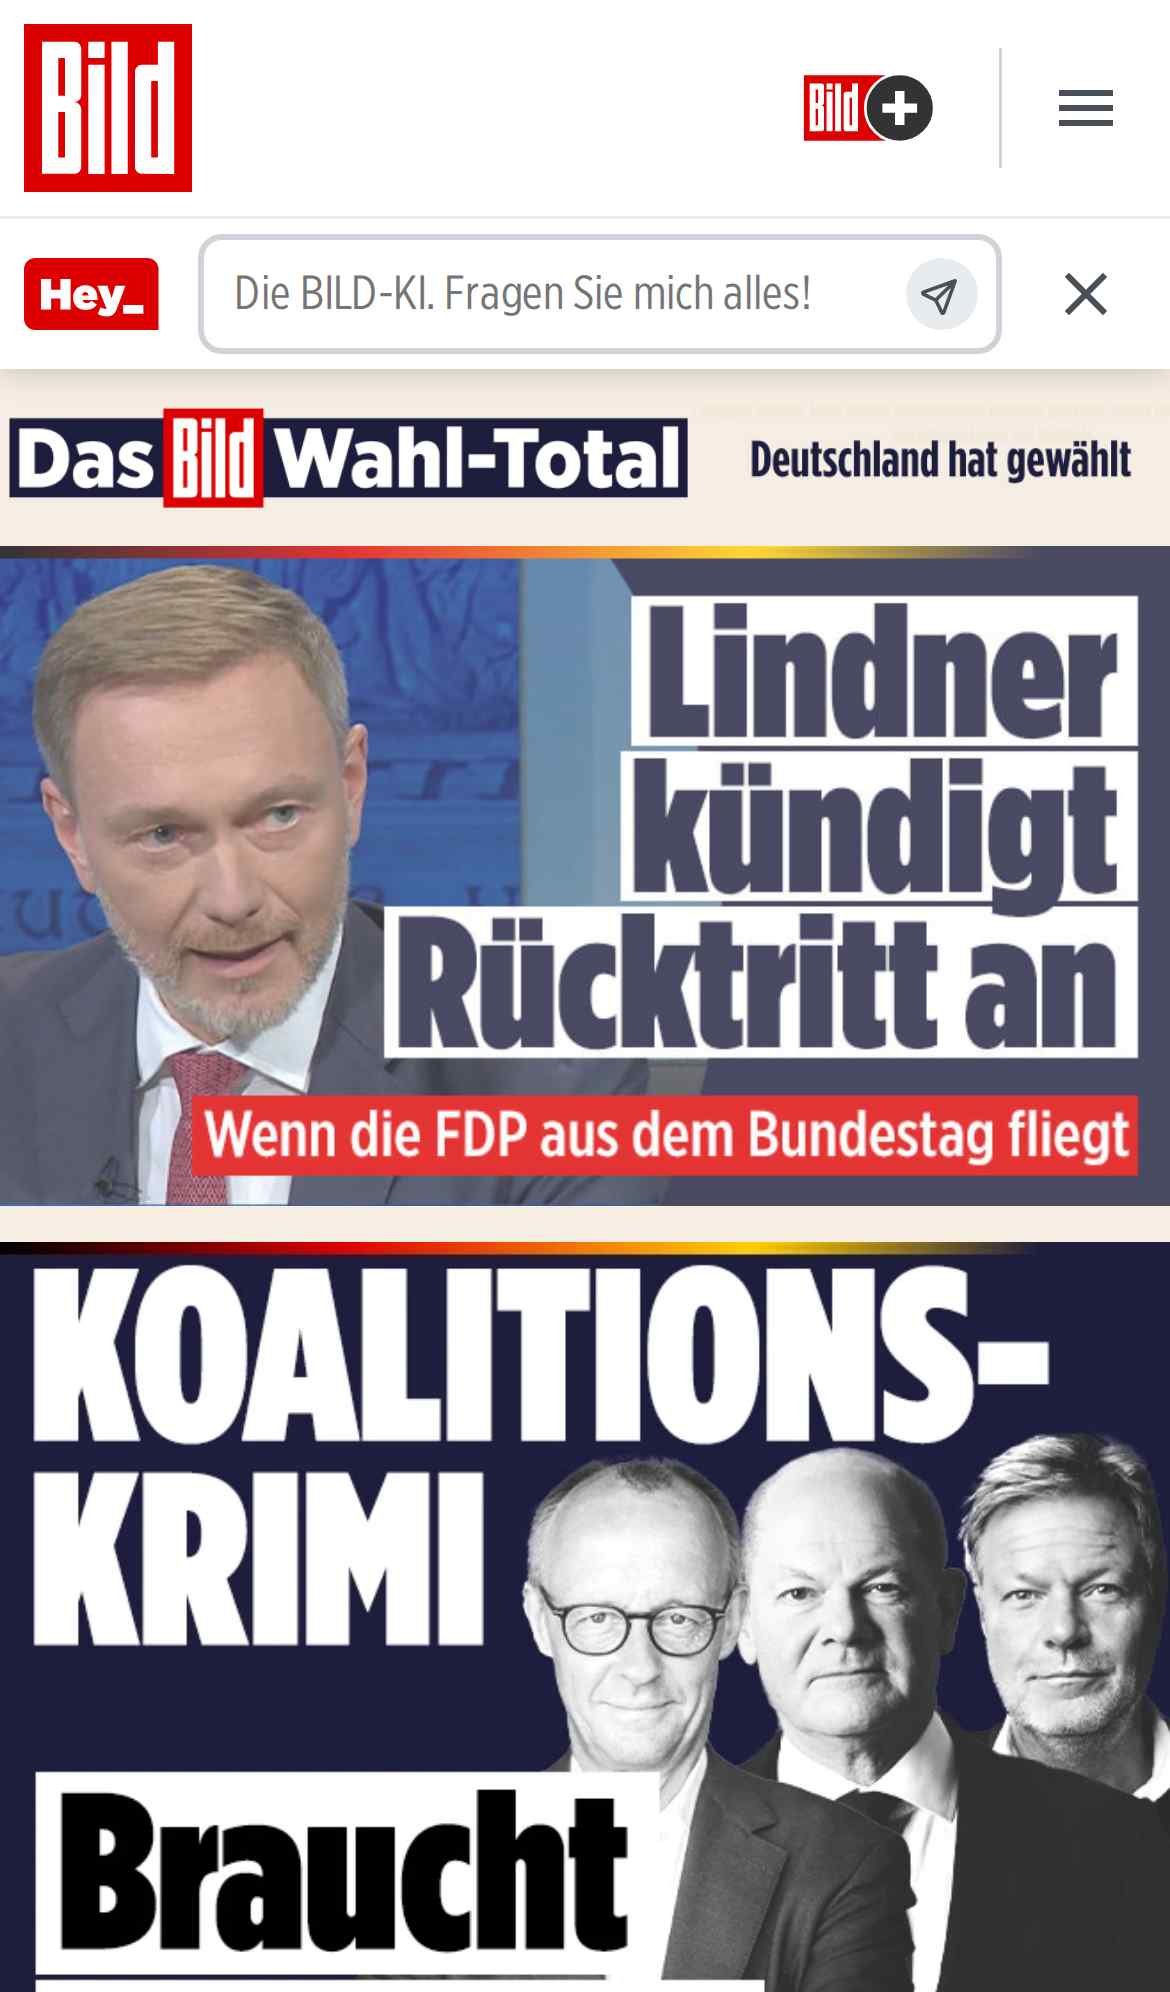 Bild
Bild
Hey_
Die BILD-KI. Fragen Sie mich alles!
Das Bild Wahl-Total
Deutschland hat gewählt
Lindner
kündigt
Rücktritt an
Wenn die FDP aus dem Bundestag fliegt
KOALITIONS-
KRIMI
Braucht